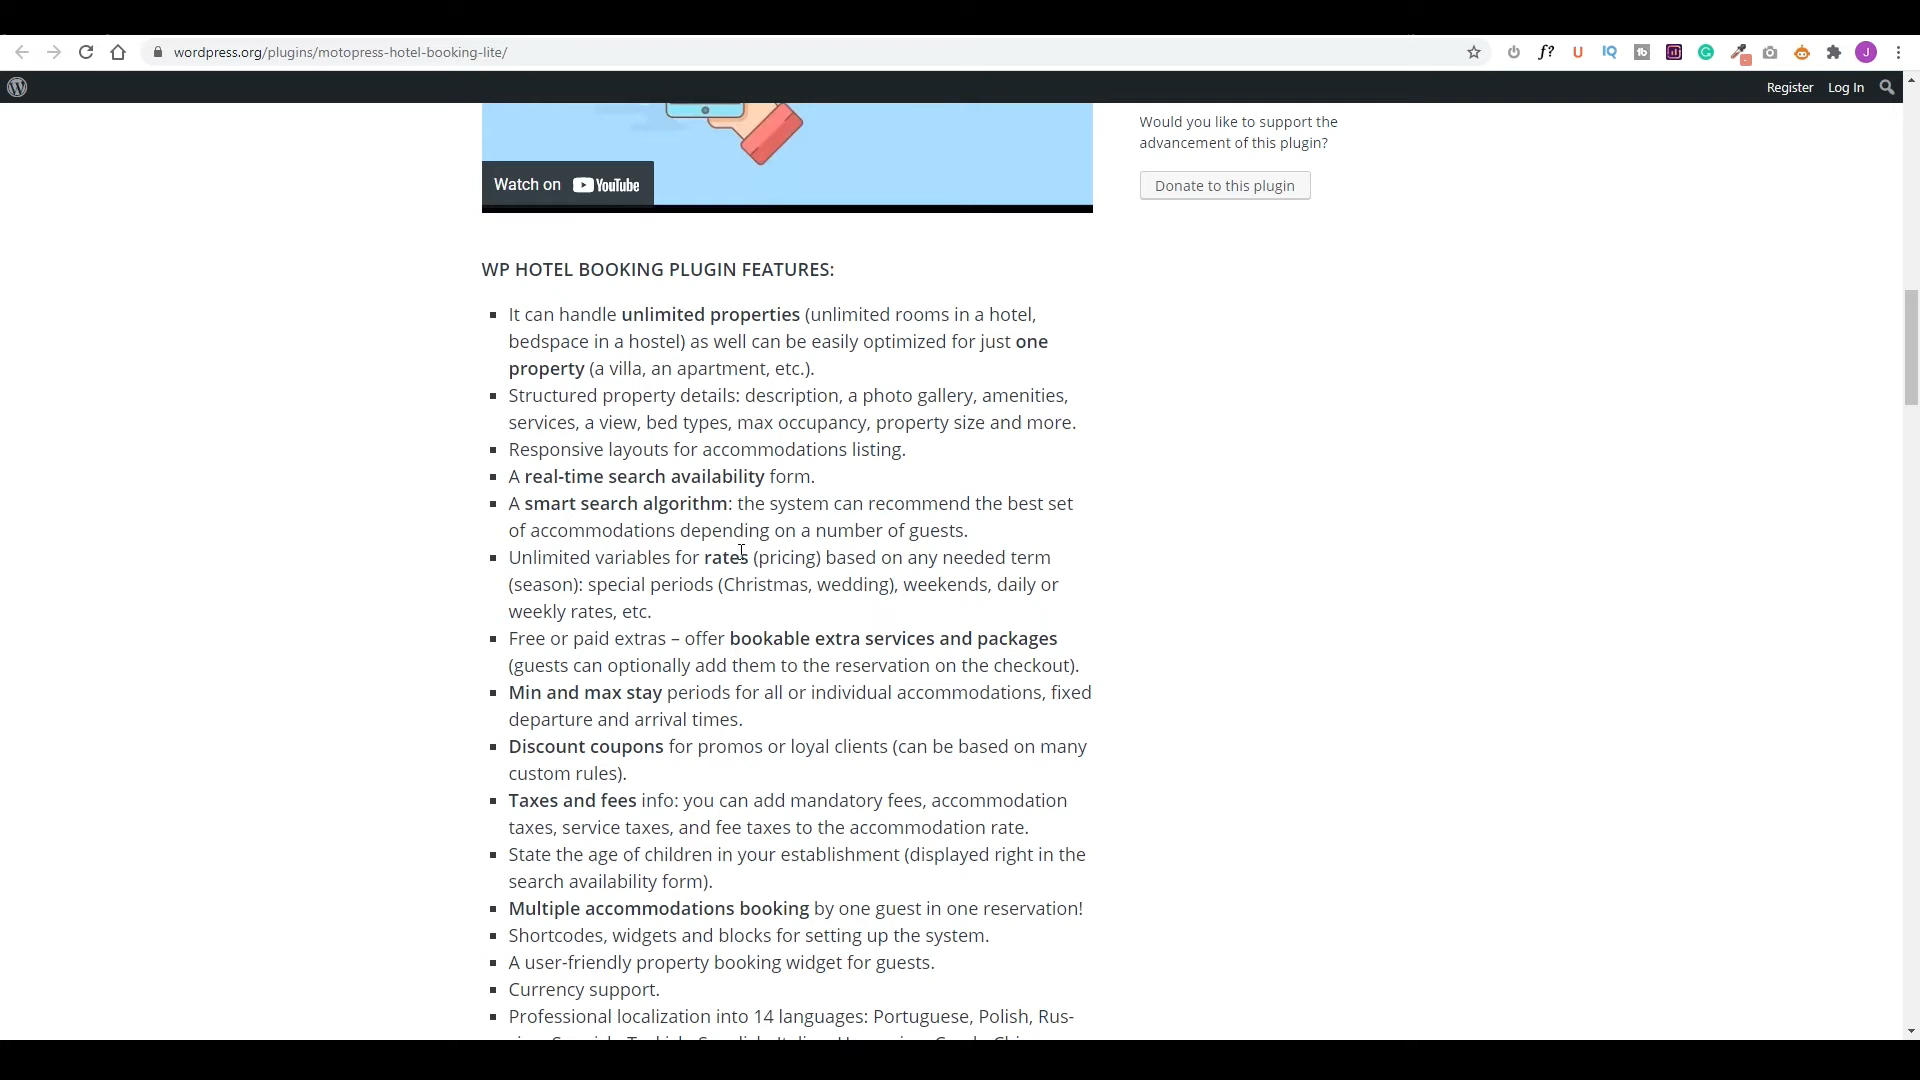 wordpress.org/plugins/motopress-hotel-booking-lite/
f?
U
IQ
tb
J
Register Log In
Would you like to support the
advancement of this plugin?
Watch on YouTube
Donate to this plugin
WP HOTEL BOOKING PLUGIN FEATURES:
It can handle unlimited properties (unlimited rooms in a hotel,
bedspace in a hostel) as well can be easily optimized for just one
property (a villa, an apartment, etc.).
Structured property details: description, a photo gallery, amenities,
services, a view, bed types, max occupancy, property size and more.
Responsive layouts for accommodations listing.
A real-time search availability form.
A smart search algorithm: the system can recommend the best set
of accommodations depending on a number of guests.
Unlimited variables for rates (pricing) based on any needed term
(season): special periods (Christmas, wedding), weekends, daily or
weekly rates, etc.
Free or paid extras – offer bookable extra services and packages
(guests can optionally add them to the reservation on the checkout).
Min and max stay periods for all or individual accommodations, fixed
departure and arrival times.
Discount coupons for promos or loyal clients (can be based on many
custom rules).
Taxes and fees info: you can add mandatory fees, accommodation
taxes, service taxes, and fee taxes to the accommodation rate.
State the age of children in your establishment (displayed right in the
search availability form).
Multiple accommodations booking by one guest in one reservation!
Shortcodes, widgets and blocks for setting up the system.
A user-friendly property booking widget for guests.
Currency support.
Professional localization into 14 languages: Portuguese, Polish, Rus-